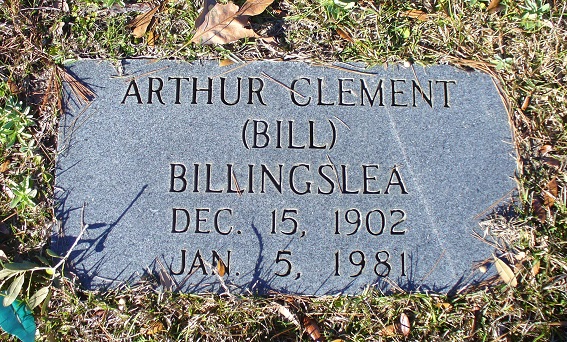 ARTHUR CLEMENT
(BILL)
BILLINGSLEA
DEC. 15, 1902
JAN. 5, 1981